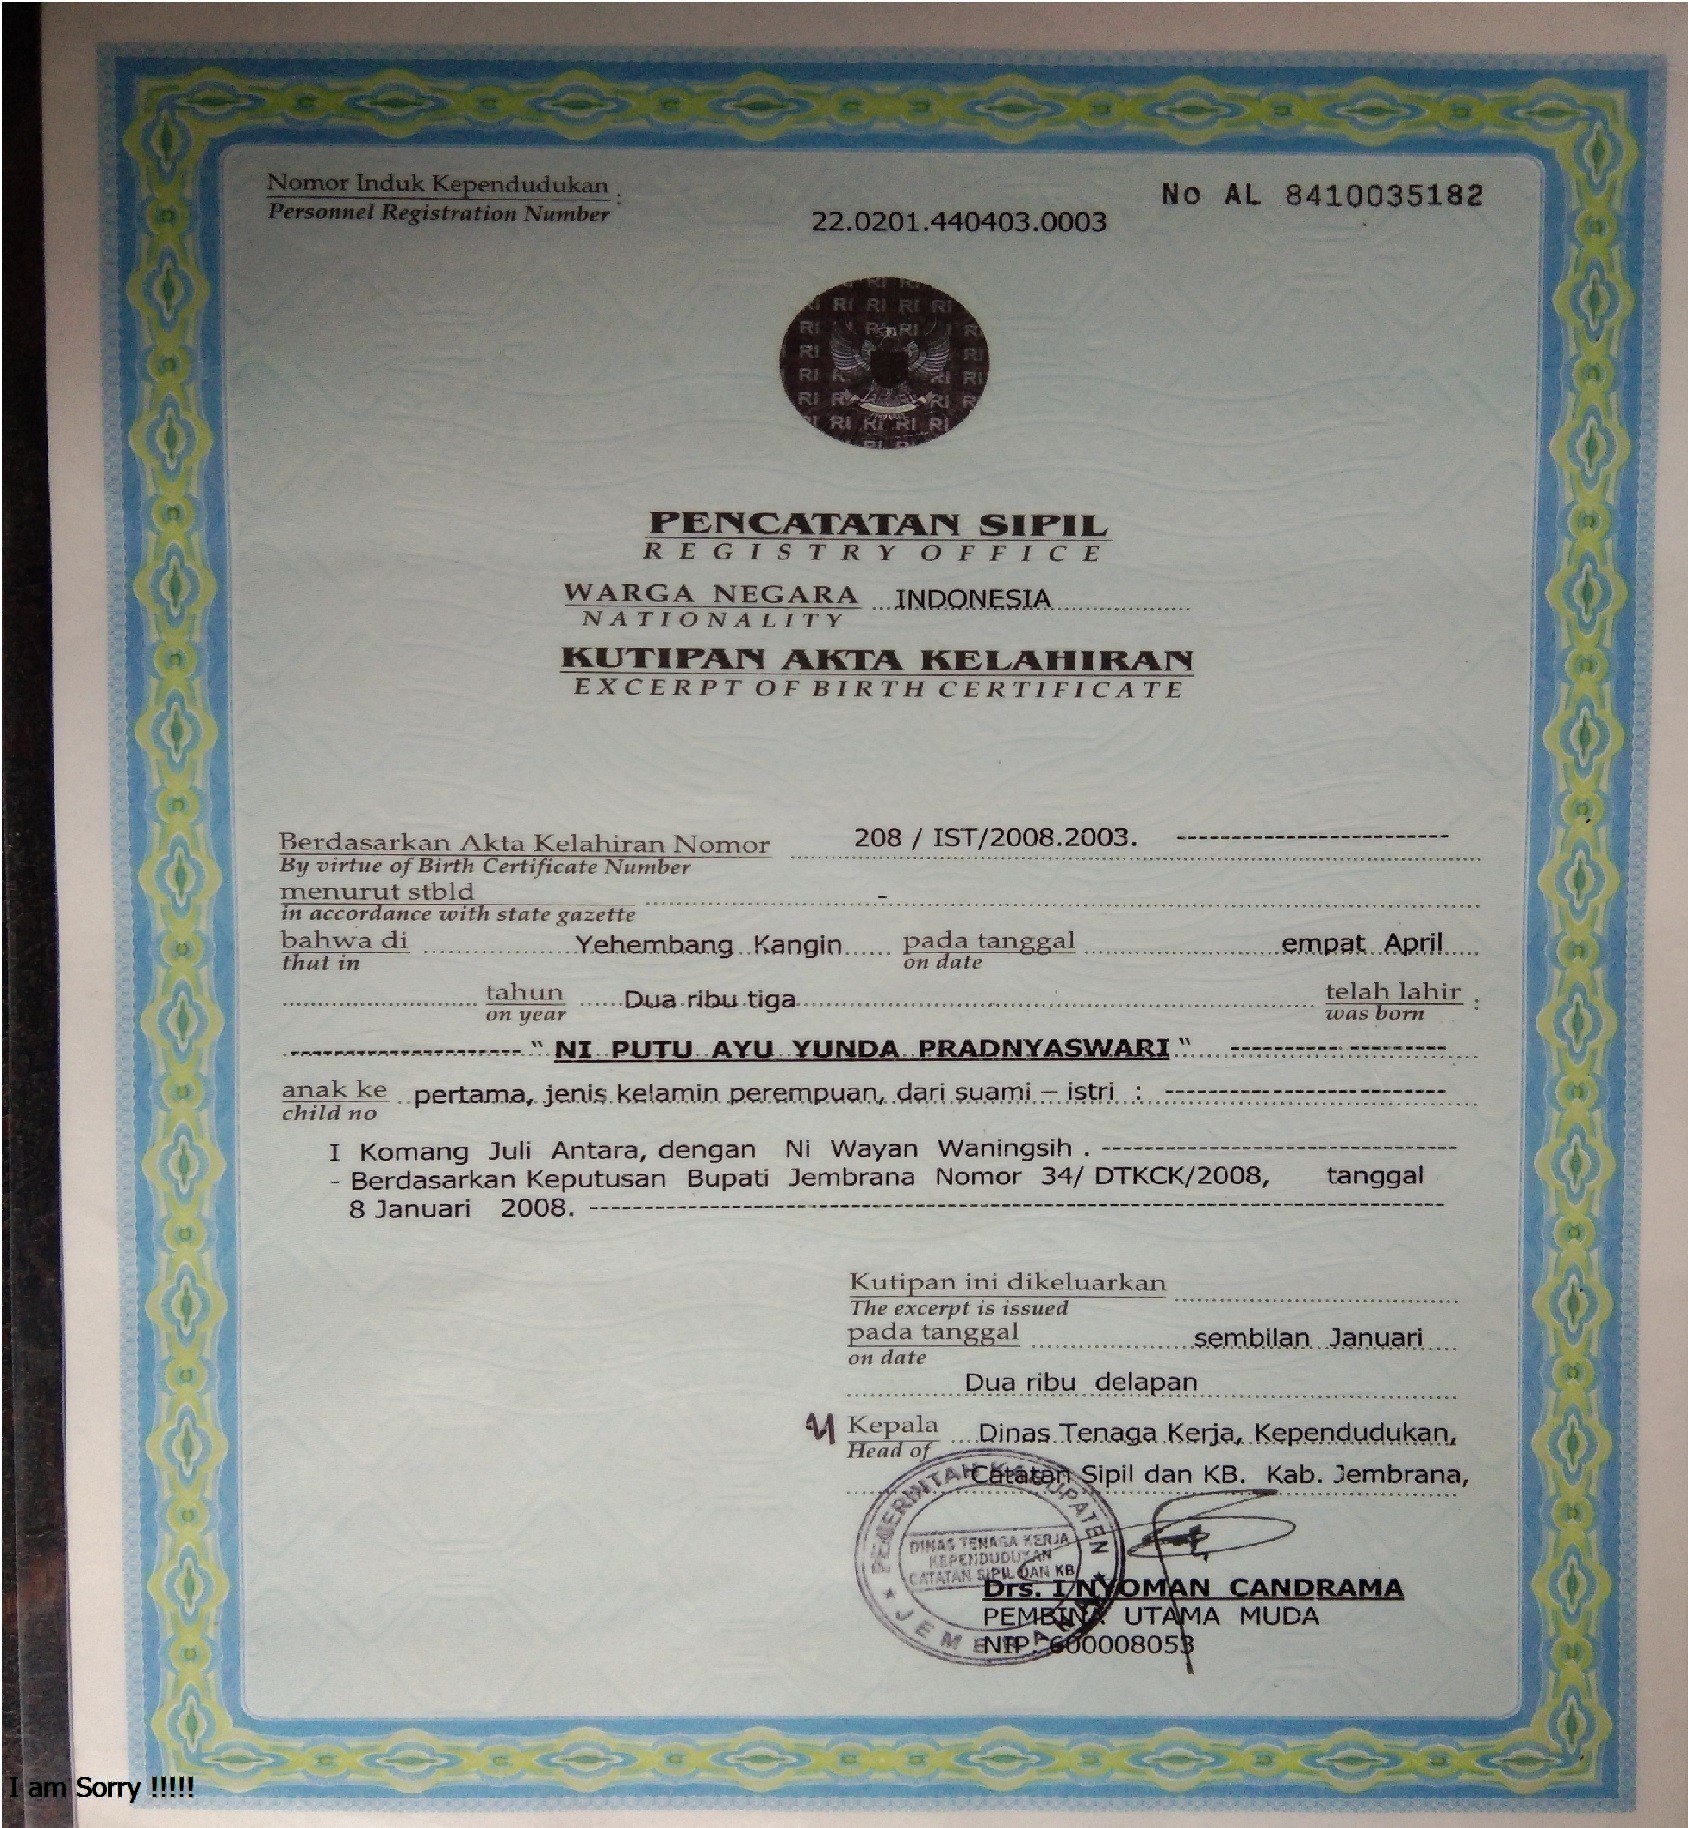 Nomor Induk Kependudukan :
Personnel Registration Number
22.0201.440403.0003
No AL 8410035182
PENCATATAN SIPIL
REGISTRY OFFICE
WARGA NEGARA INDONESIA
NATIONALITY
KUTIPAN AKTA KELAHIRAN
EXCERPT OF BIRTH CERTIFICATE
Berdasarkan Akta Kelahiran Nomor 208 / IST/2008.2003.
By virtue of Birth Certificate Number
menurut stbld -
in accordance with state gazette
bahwa di Yehembang Kangin pada tanggal empat April
that in on date
tahun Dua ribu tiga telah lahir :
on year was born
" NI PUTU AYU YUNDA PRADNYASWARI "
anak ke pertama, jenis kelamin perempuan, dari suami – istri :
child no
I Komang Juli Antara, dengan Ni Wayan Waningsih .
- Berdasarkan Keputusan Bupati Jembrana Nomor 34/ DTKCK/2008, tanggal
8 Januari 2008.
Kutipan ini dikeluarkan
The excerpt is issued
pada tanggal sembilan Januari
on date
Dua ribu delapan
Kepala Dinas Tenaga Kerja, Kependudukan,
Head of
Catatan Sipil dan KB. Kab. Jembrana,
PEMERINTAH KABUPATEN
DINAS TENAGA KERJA
KEPENDUDUKAN
CATATAN SIPIL DAN KB
JEMBRANA
Drs. I NYOMAN CANDRAMA
PEMBINA UTAMA MUDA
NIP. 600008053
I am Sorry !!!!!